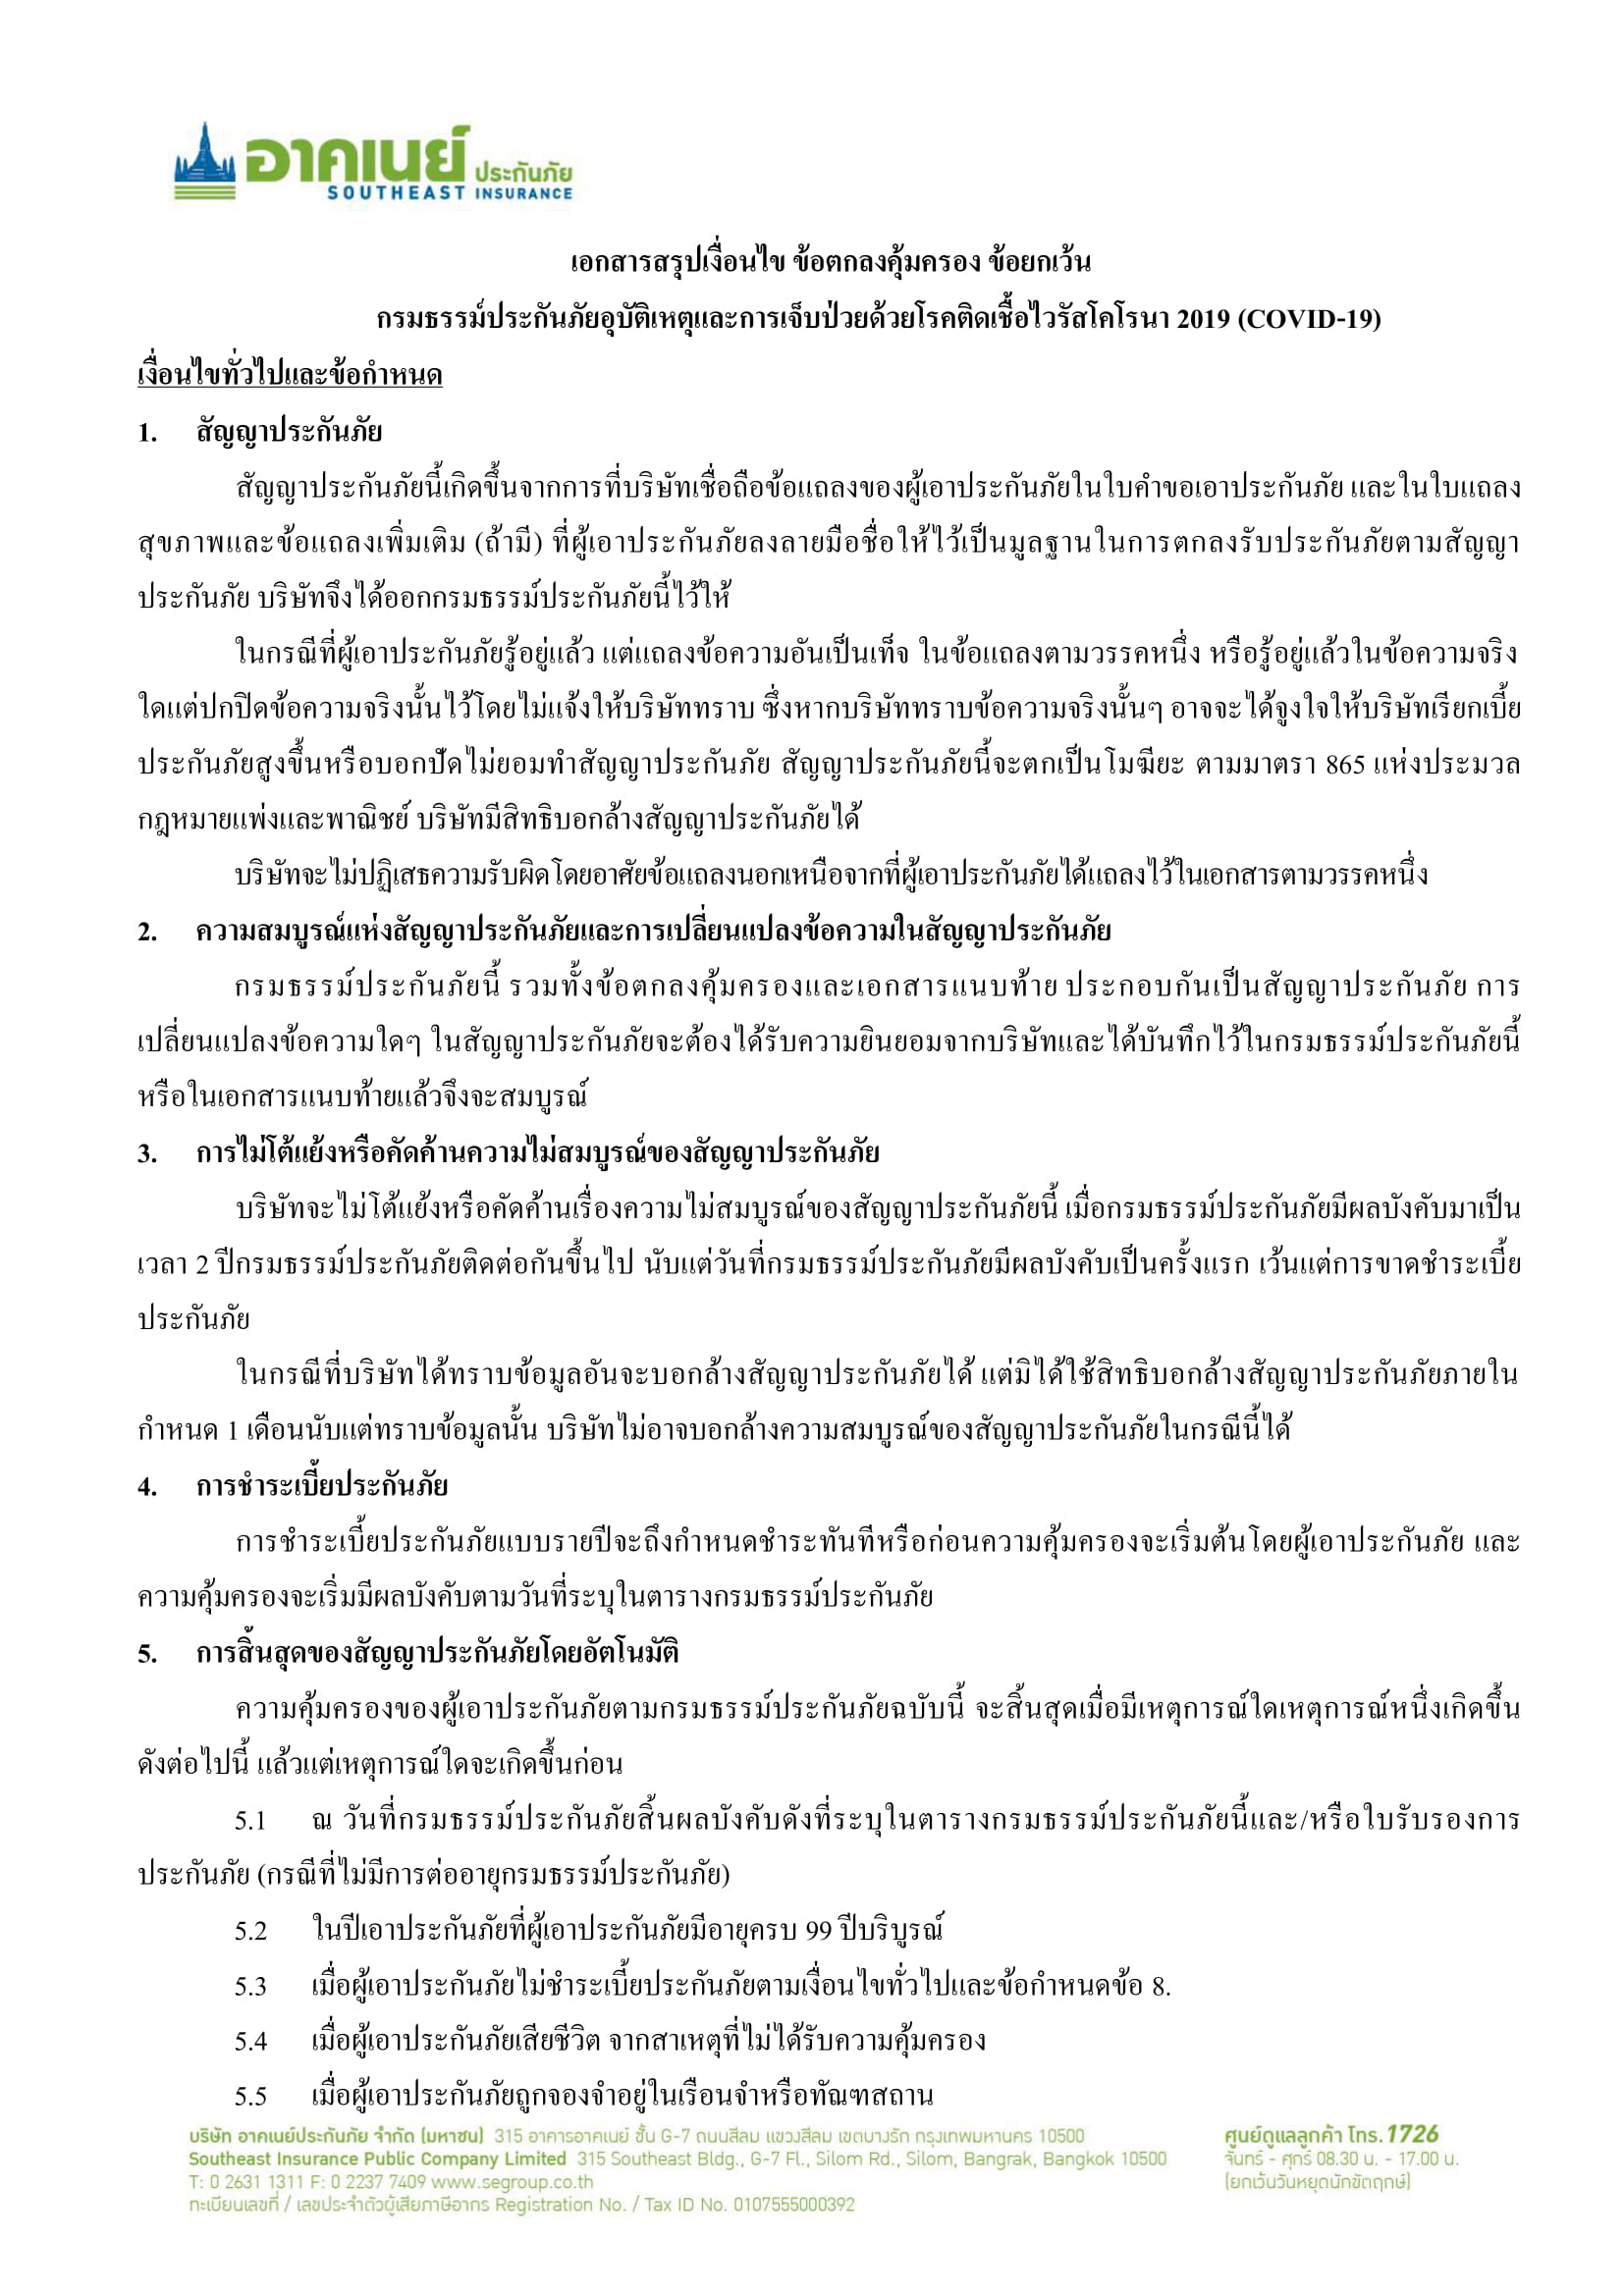 อาคเนย์ ประกันภัย
SOUTHEAST INSURANCE
เอกสารสรุปเงื่อนไข ข้อตกลงคุ้มครอง ข้อยกเว้น
กรมธรรม์ประกันภัยอุบัติเหตุและการเจ็บป่วยด้วยโรคติดเชื้อไวรัสโคโรนา 2019 (COVID-19)
เงื่อนไขทั่วไปและข้อกำหนด
1. สัญญาประกันภัย
สัญญาประกันภัยนี้เกิดขึ้นจากการที่บริษัทเชื่อถือข้อแถลงของผู้เอาประกันภัยในใบคำขอเอาประกันภัย และในใบแถลง
สุขภาพและข้อแถลงเพิ่มเติม (ถ้ามี) ที่ผู้เอาประกันภัยลงลายมือชื่อให้ไว้เป็นมูลฐานในการตกลงรับประกันภัยตามสัญญา
ประกันภัย บริษัทจึงได้ออกกรมธรรม์ประกันภัยนี้ไว้ให้
ในกรณีที่ผู้เอาประกันภัยรู้อยู่แล้ว แต่แถลงข้อความอันเป็นเท็จ ในข้อแถลงตามวรรคหนึ่ง หรือรู้อยู่แล้วในข้อความจริง
ใดแต่ปกปิดข้อความจริงนั้นไว้โดยไม่แจ้งให้บริษัททราบ ซึ่งหากบริษัททราบข้อความจริงนั้นๆ อาจจะได้จูงใจให้บริษัทเรียกเบี้ย
ประกันภัยสูงขึ้นหรือบอกปัดไม่ยอมทำสัญญาประกันภัย สัญญาประกันภัยนี้จะตกเป็นโมฆียะ ตามมาตรา 865 แห่งประมวล
กฎหมายแพ่งและพาณิชย์ บริษัทมีสิทธิบอกล้างสัญญาประกันภัยได้
บริษัทจะไม่ปฏิเสธความรับผิดโดยอาศัยข้อแถลงนอกเหนือจากที่ผู้เอาประกันภัยได้แถลงไว้ในเอกสารตามวรรคหนึ่ง
2. ความสมบูรณ์แห่งสัญญาประกันภัยและการเปลี่ยนแปลงข้อความในสัญญาประกันภัย
กรมธรรม์ประกันภัยนี้ รวมทั้งข้อตกลงคุ้มครองและเอกสารแนบท้าย ประกอบกันเป็นสัญญาประกันภัย การ
เปลี่ยนแปลงข้อความใดๆ ในสัญญาประกันภัยจะต้องได้รับความยินยอมจากบริษัทและได้บันทึกไว้ในกรมธรรม์ประกันภัยนี้
หรือในเอกสารแนบท้ายแล้วจึงจะสมบูรณ์
3. การไม่โต้แย้งหรือคัดค้านความไม่สมบูรณ์ของสัญญาประกันภัย
บริษัทจะไม่โต้แย้งหรือคัดค้านเรื่องความไม่สมบูรณ์ของสัญญาประกันภัยนี้ เมื่อกรมธรรม์ประกันภัยมีผลบังคับมาเป็น
เวลา 2 ปีกรมธรรม์ประกันภัยติดต่อกันขึ้นไป นับแต่วันที่กรมธรรม์ประกันภัยมีผลบังคับเป็นครั้งแรก เว้นแต่การขาดชำระเบี้ย
ประกันภัย
ในกรณีที่บริษัทได้ทราบข้อมูลอันจะบอกล้างสัญญาประกันภัยได้ แต่มิได้ใช้สิทธิบอกล้างสัญญาประกันภัยภายใน
กำหนด 1 เดือนนับแต่ทราบข้อมูลนั้น บริษัทไม่อาจบอกล้างความสมบูรณ์ของสัญญาประกันภัยในกรณีนี้ได้
4. การชำระเบี้ยประกันภัย
การชำระเบี้ยประกันภัยแบบรายปีจะถึงกำหนดชำระทันทีหรือก่อนความคุ้มครองจะเริ่มต้นโดยผู้เอาประกันภัย และ
ความคุ้มครองจะเริ่มมีผลบังคับตามวันที่ระบุในตารางกรมธรรม์ประกันภัย
5. การสิ้นสุดของสัญญาประกันภัยโดยอัตโนมัติ
ความคุ้มครองของผู้เอาประกันภัยตามกรมธรรม์ประกันภัยฉบับนี้ จะสิ้นสุดเมื่อมีเหตุการณ์ใดเหตุการณ์หนึ่งเกิดขึ้น
ดังต่อไปนี้ แล้วแต่เหตุการณ์ใดจะเกิดขึ้นก่อน
5.1 ณ วันที่กรมธรรม์ประกันภัยสิ้นผลบังคับดังที่ระบุในตารางกรมธรรม์ประกันภัยนี้และ/หรือใบรับรองการ
ประกันภัย (กรณีที่ไม่มีการต่ออายุกรมธรรม์ประกันภัย)
5.2 ในปีเอาประกันภัยที่ผู้เอาประกันภัยมีอายุครบ 99 ปีบริบูรณ์
5.3 เมื่อผู้เอาประกันภัยไม่ชำระเบี้ยประกันภัยตามเงื่อนไขทั่วไปและข้อกำหนดข้อ 8.
5.4 เมื่อผู้เอาประกันภัยเสียชีวิต จากสาเหตุที่ไม่ได้รับความคุ้มครอง
5.5 เมื่อผู้เอาประกันภัยถูกจองจำอยู่ในเรือนจำหรือทัณฑสถาน
บริษัท อาคเนย์ประกันภัย จำกัด (มหาชน) 315 อาคารอาคเนย์ ชั้น G-7 ถนนสีลม แขวงสีลม เขตบางรัก กรุงเทพมหานคร 10500
Southeast Insurance Public Company Limited 315 Southeast Bldg., G-7 Fl., Silom Rd., Silom, Bangrak, Bangkok 10500
T: 0 2631 1311 F: 0 2237 7409 www.segroup.co.th
ทะเบียนเลขที่ / เลขประจำตัวผู้เสียภาษีอากร Registration No. / Tax ID No. 0107555000392
ศูนย์ดูแลลูกค้า โทร.1726
จันทร์ - ศุกร์ 08.30 น. - 17.00 น.
(ยกเว้นวันหยุดนักขัตฤกษ์)